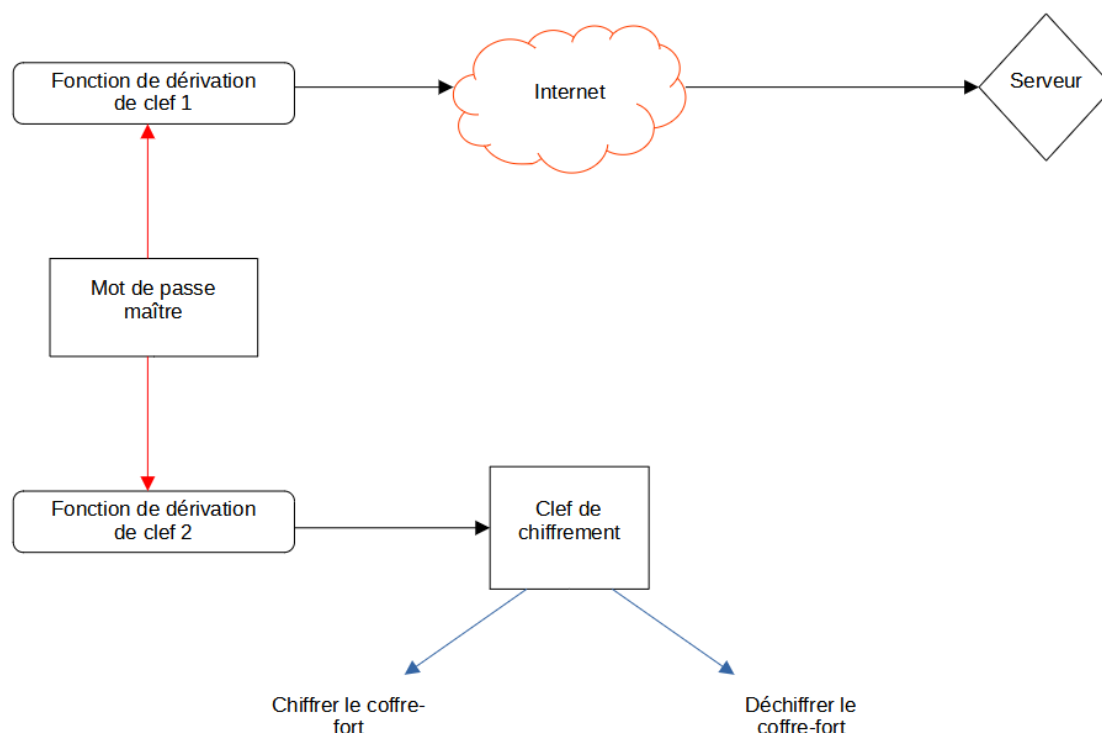 Fonction de dérivation
de clef 1
Internet
Serveur
Mot de passe
maître
Fonction de dérivation
de clef 2
Clef de
chiffrement
Chiffrer le coffre-
fort
Déchiffrer le
coffre-fort